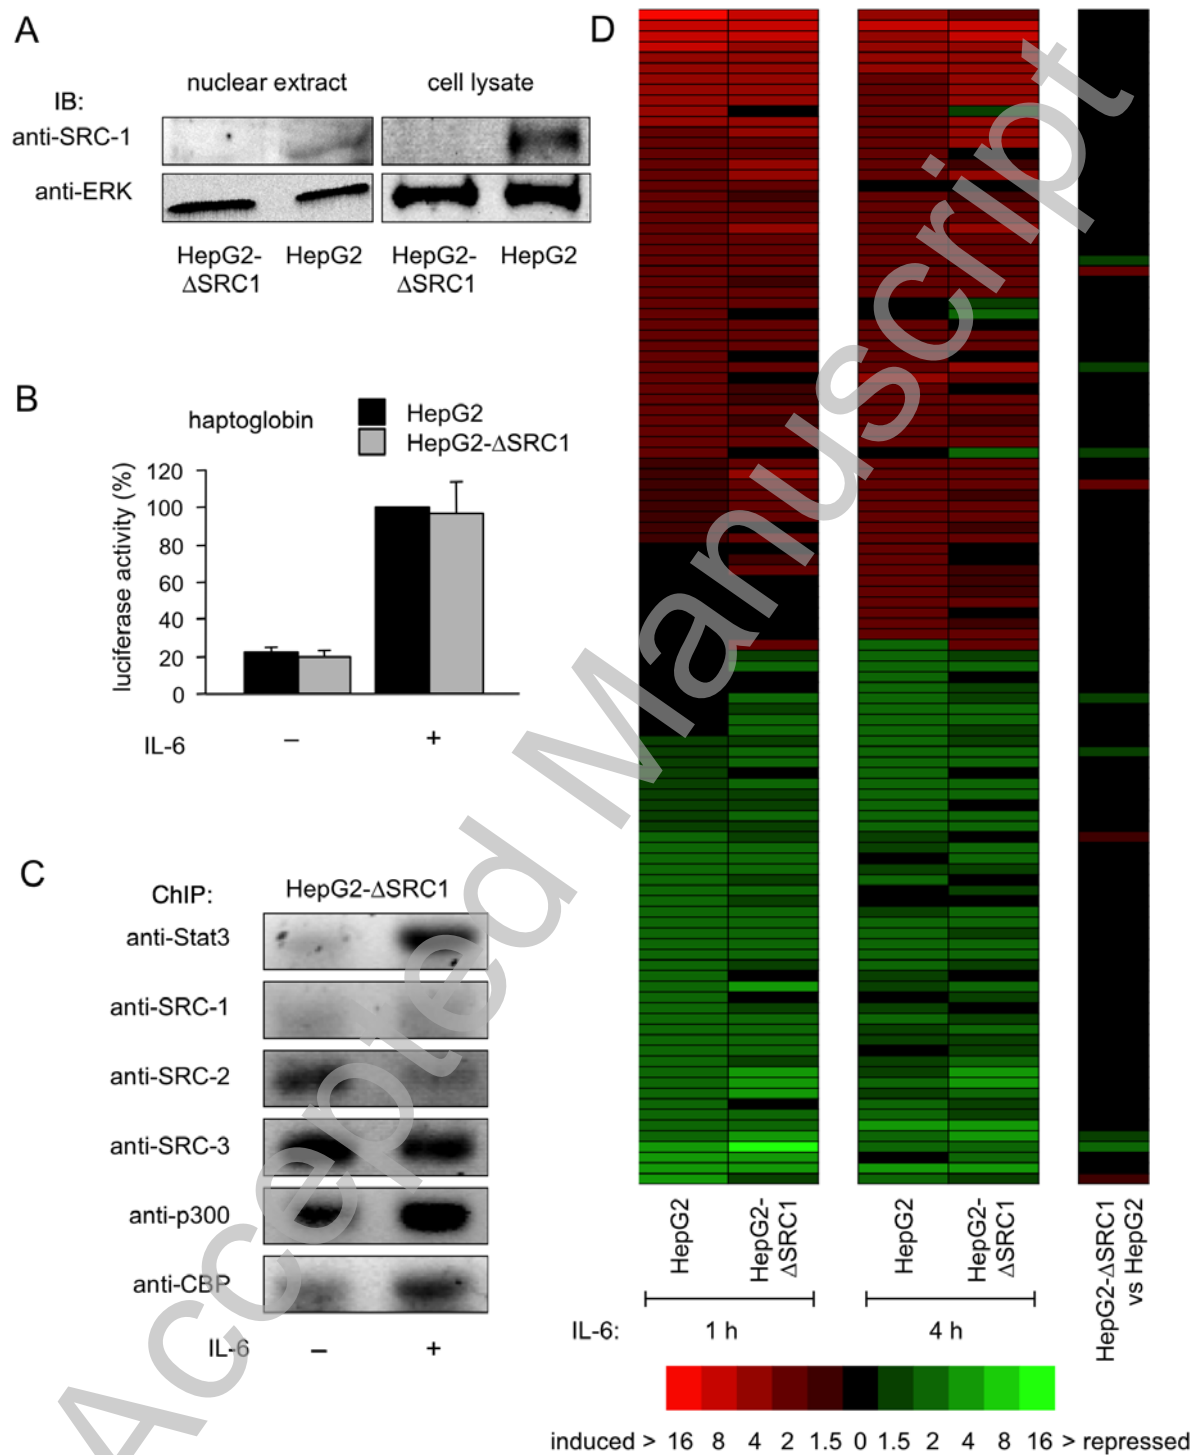 A
nuclear extract cell lysate
IB:
anti-SRC-1
anti-ERK
HepG2-
ΔSRC1
HepG2
HepG2-
ΔSRC1
HepG2
B
haptoglobin
HepG2
HepG2-ΔSRC1
luciferase activity (%)
120
100
80
60
40
20
0
IL-6 – +
C
ChIP: HepG2-ΔSRC1
anti-Stat3
anti-SRC-1
anti-SRC-2
anti-SRC-3
anti-p300
anti-CBP
IL-6 – +
D
HepG2
HepG2-
ΔSRC1
HepG2
HepG2-
ΔSRC1
HepG2-ΔSRC1
vs HepG2
IL-6: 1 h 4 h
induced > 16 8 4 2 1.5 0 1.5 2 4 8 16 > repressed
Accepted Manuscript